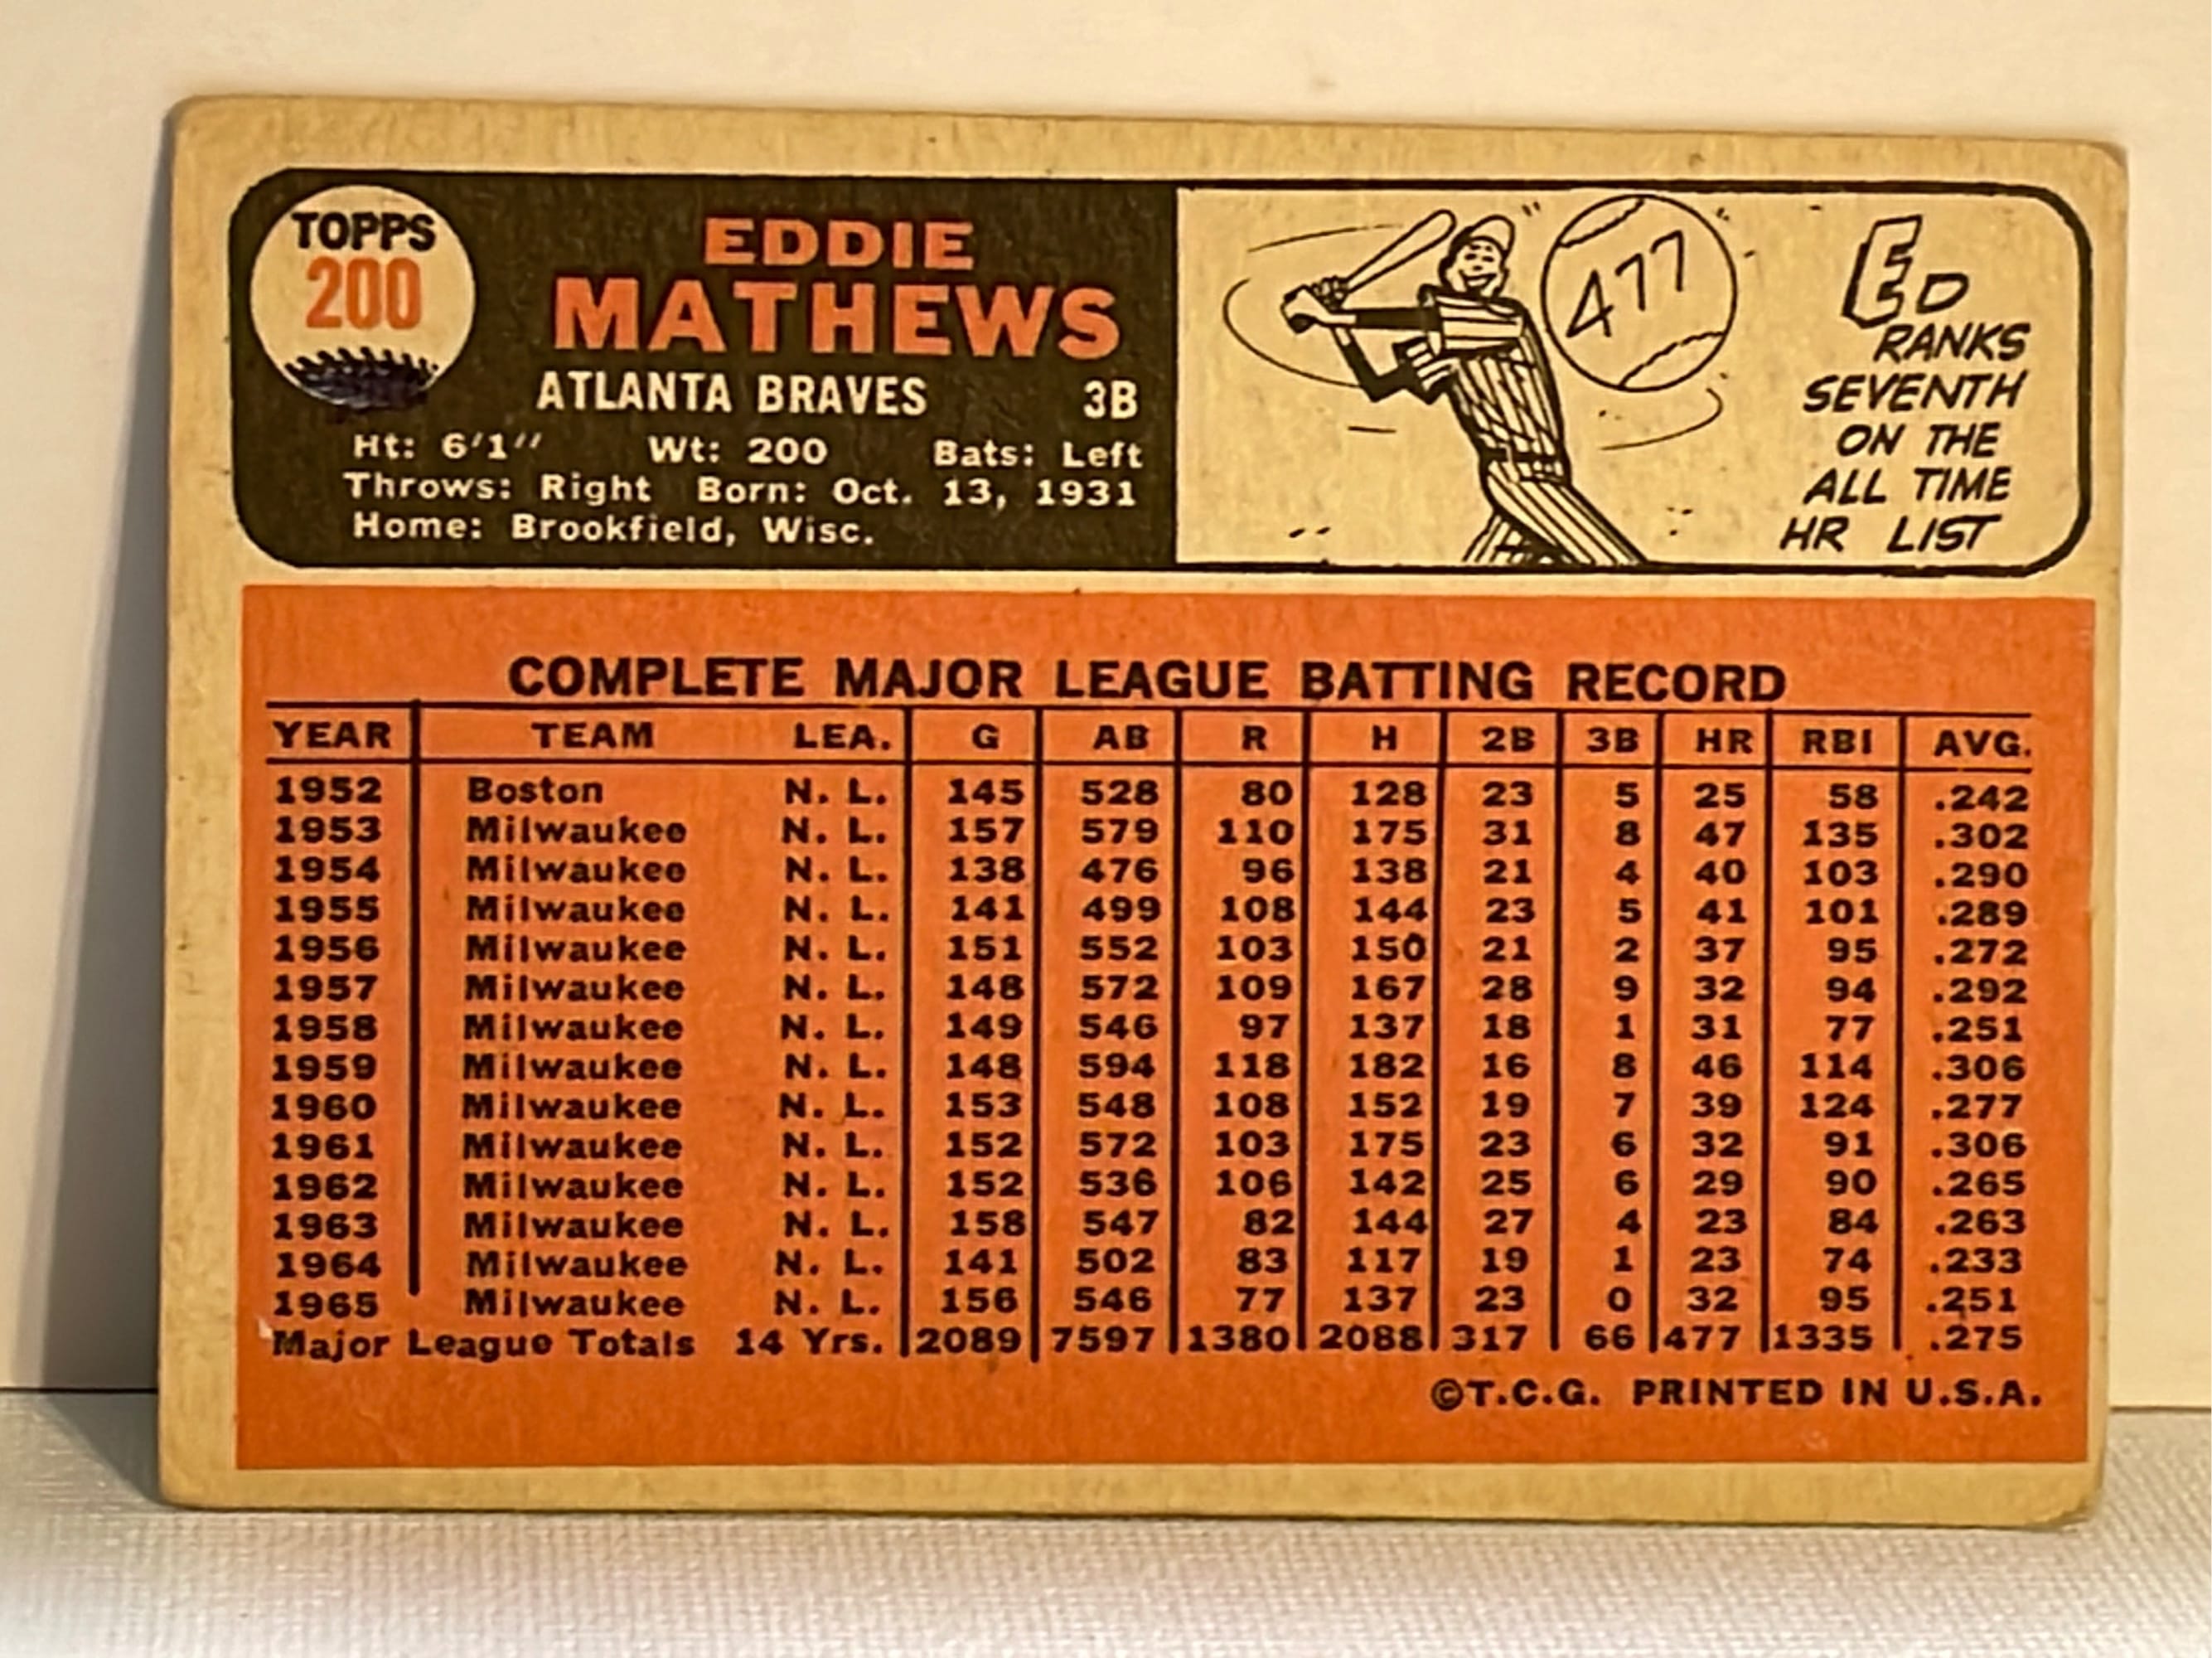 TOPPS
200
EDDIE
MATHEWS
ATLANTA BRAVES 3B
Ht: 6'1" Wt: 200 Bats: Left
Throws: Right Born: Oct. 13, 1931
Home: Brookfield, Wisc.
477
ED
RANKS
SEVENTH
ON THE
ALL TIME
HR LIST
COMPLETE MAJOR LEAGUE BATTING RECORD
YEAR TEAM LEA. G AB R H 2B 3B HR RBI AVG.
1952 Boston N. L. 145 528 80 128 23 5 25 58 .242
1953 Milwaukee N. L. 157 579 110 175 31 8 47 135 .302
1954 Milwaukee N. L. 138 476 96 138 21 4 40 103 .290
1955 Milwaukee N. L. 141 499 108 144 23 5 41 101 .289
1956 Milwaukee N. L. 151 552 103 150 21 2 37 95 .272
1957 Milwaukee N. L. 148 572 109 167 28 9 32 94 .292
1958 Milwaukee N. L. 149 546 97 137 18 1 31 77 .251
1959 Milwaukee N. L. 148 594 118 182 16 8 46 114 .306
1960 Milwaukee N. L. 153 548 108 152 19 7 39 124 .277
1961 Milwaukee N. L. 152 572 103 175 23 6 32 91 .306
1962 Milwaukee N. L. 152 536 106 142 25 6 29 90 .265
1963 Milwaukee N. L. 158 547 82 144 27 4 23 84 .263
1964 Milwaukee N. L. 141 502 83 117 19 1 23 74 .233
1965 Milwaukee N. L. 156 546 77 137 23 0 32 95 .251
Major League Totals 14 Yrs. 2089 7597 1380 2088 317 66 477 1335 .275
©T.C.G. PRINTED IN U.S.A.